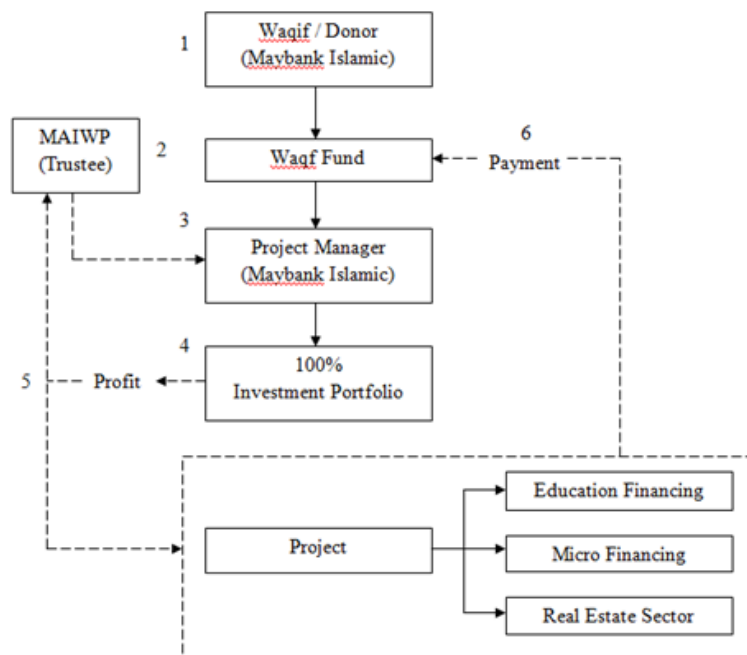 1
Waqif / Donor
(Maybank Islamic)
MAIWP
(Trustee)
2
Waqf Fund
6
Payment
3
Project Manager
(Maybank Islamic)
4
100%
Investment Portfolio
5
Profit
Project
Education Financing
Micro Financing
Real Estate Sector